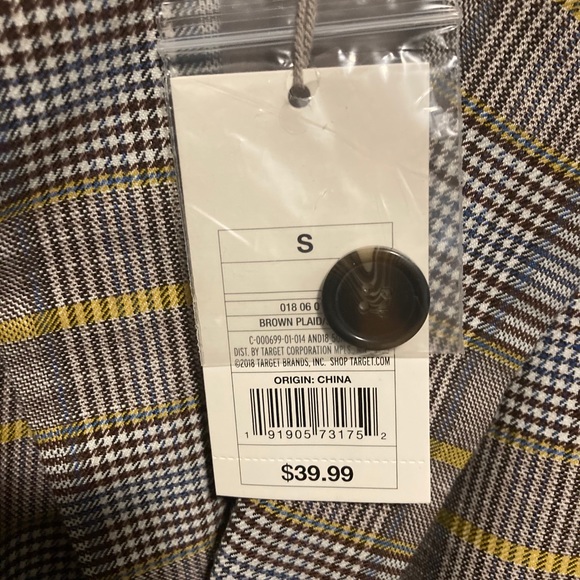 S
018 06 0
BROWN PLAID
C-000699-01-014 AND18
DIST. BY TARGET CORPORATION
©2018 TARGET BRANDS, INC. SHOP TARGET.COM
ORIGIN: CHINA
1 91905 73175 2
$39.99